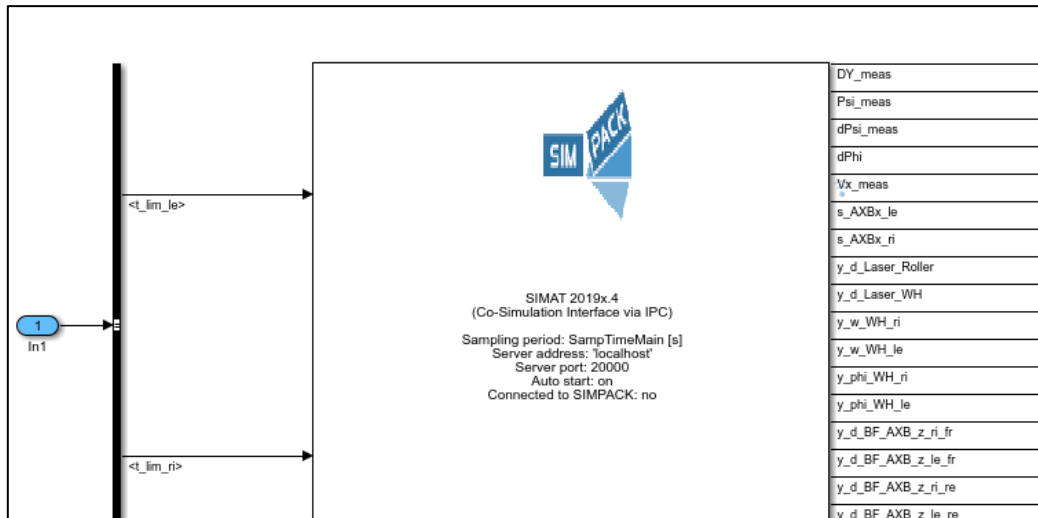 DY_meas
Psi_meas
dPsi_meas
dPhi
Vx_meas
s_AXBx_le
s_AXBx_ri
y_d_Laser_Roller
y_d_Laser_WH
y_w_WH_ri
y_w_WH_le
y_phi_WH_ri
y_phi_WH_le
y_d_BF_AXB_z_ri_fr
y_d_BF_AXB_z_le_fr
y_d_BF_AXB_z_ri_re
y_d_BF_AXB_z_le_re
SIM PACK
<t_lim_le>
SIMAT 2019x.4
(Co-Simulation Interface via IPC)
Sampling period: SampTimeMain [s]
Server address: 'localhost'
Server port: 20000
Auto start: on
Connected to SIMPACK: no
1
In1
<t_lim_ri>